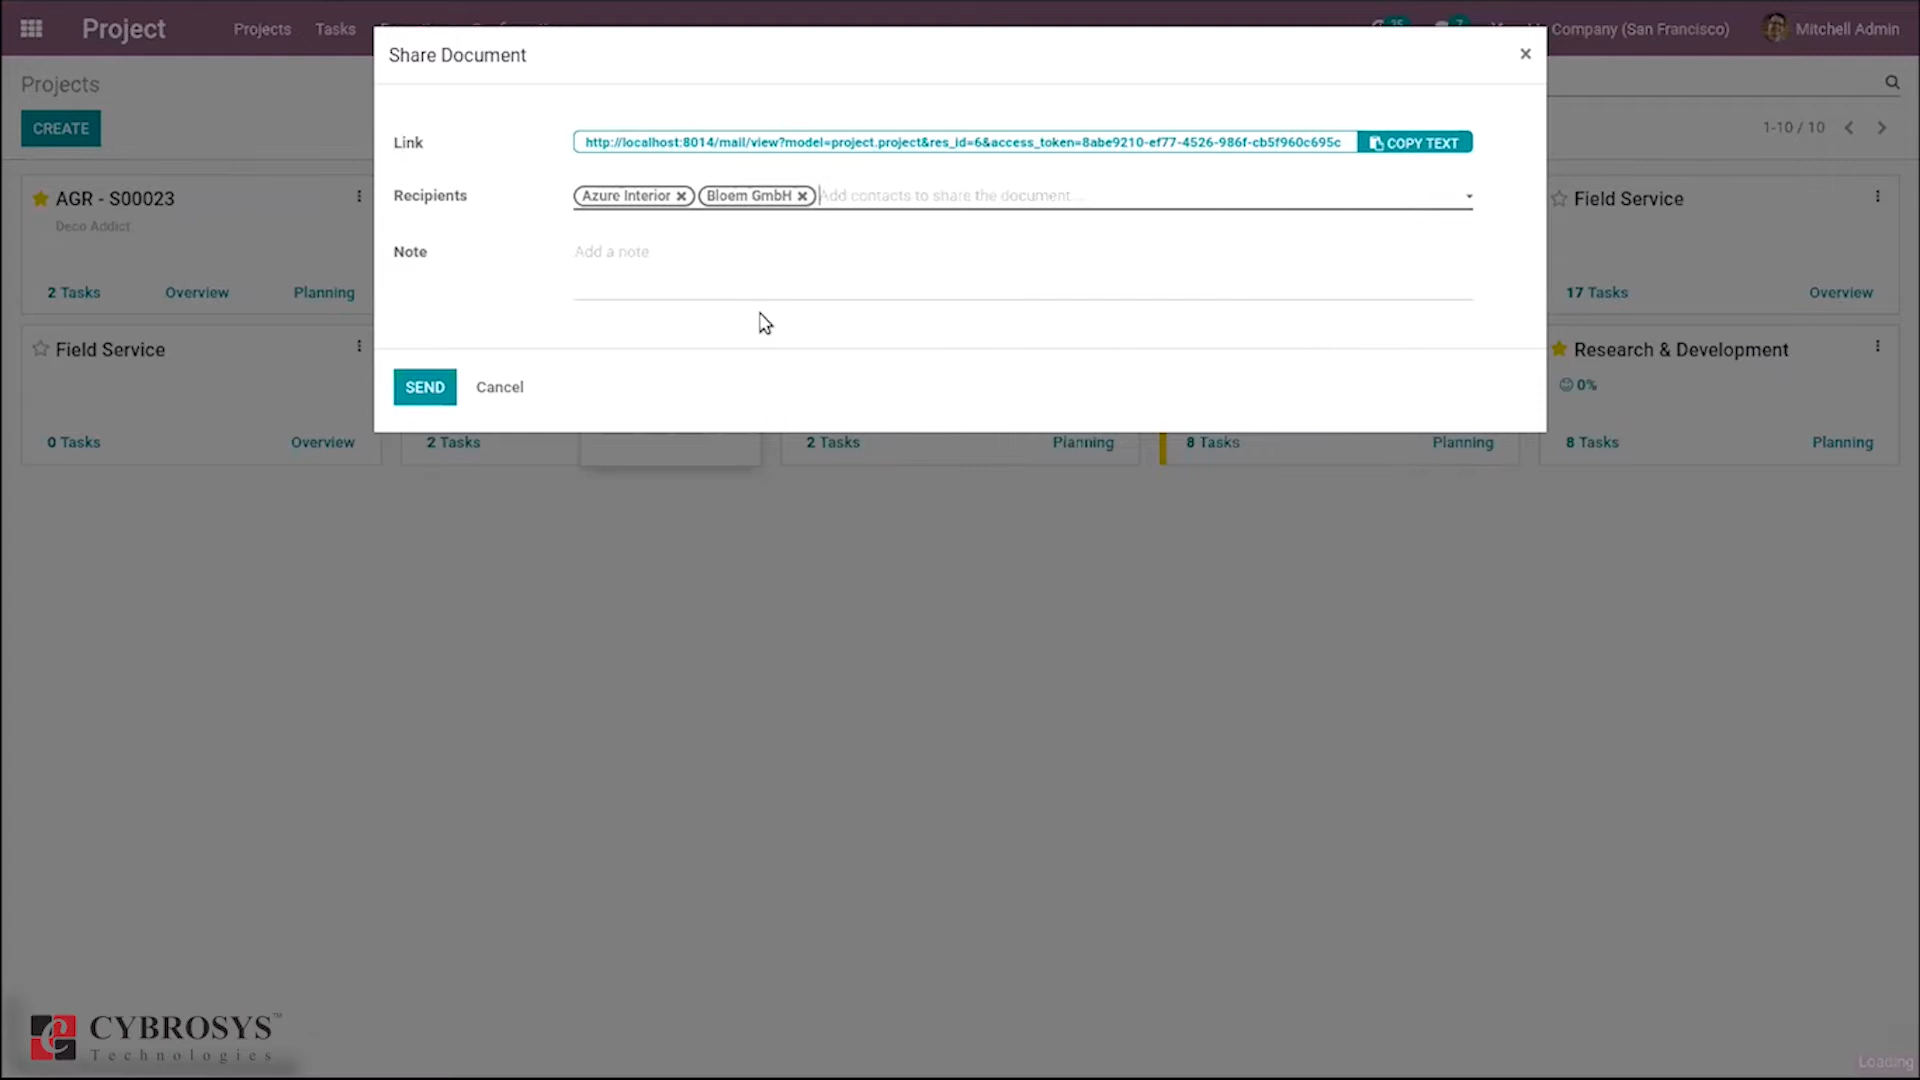 Project
Projects
Tasks
35
7
Company (San Francisco)
Mitchell Admin
Share Document
×
Projects
CREATE
1-10 / 10
Link
http://localhost:8014/mail/view?model=project.project&res_id=6&access_token=8abe9210-ef77-4526-986f-cb5f960c695c
COPY TEXT
Recipients
Azure Interior ×
Bloem GmbH ×
Add contacts to share the document...
Note
Add a note
SEND
Cancel
AGR - S00023
Deco Addict
2 Tasks
Overview
Planning
Field Service
17 Tasks
Overview
Field Service
0 Tasks
Overview
2 Tasks
2 Tasks
Planning
8 Tasks
Planning
Research & Development
0%
8 Tasks
Planning
CYBROSYS™
Technologies
Loading